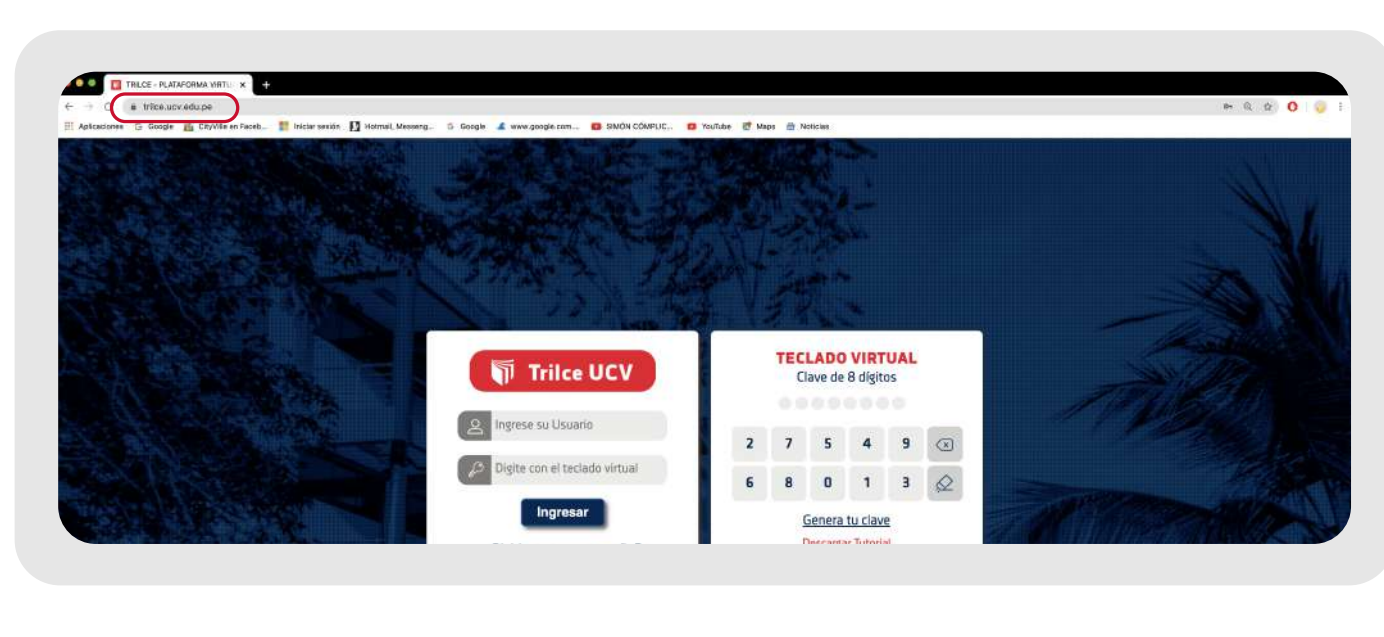 TRILCE - PLATAFORMA VIRTU
trilce.ucv.edu.pe
Aplicaciones Google CityVille en Faceb... Iniciar sesión Hotmail, Messeng... Google www.google.com... SIMÓN CÓMPLIC... YouTube Maps Noticias
Trilce UCV
Ingrese su Usuario
Digite con el teclado virtual
Ingresar
TECLADO VIRTUAL
Clave de 8 dígitos
2 7 5 4 9
6 8 0 1 3
Genera tu clave
Descargar Tutorial